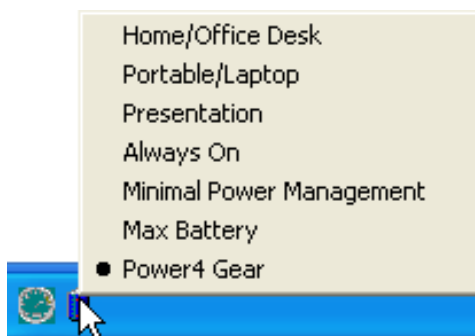 Home/Office Desk
Portable/Laptop
Presentation
Always On
Minimal Power Management
Max Battery
Power4 Gear